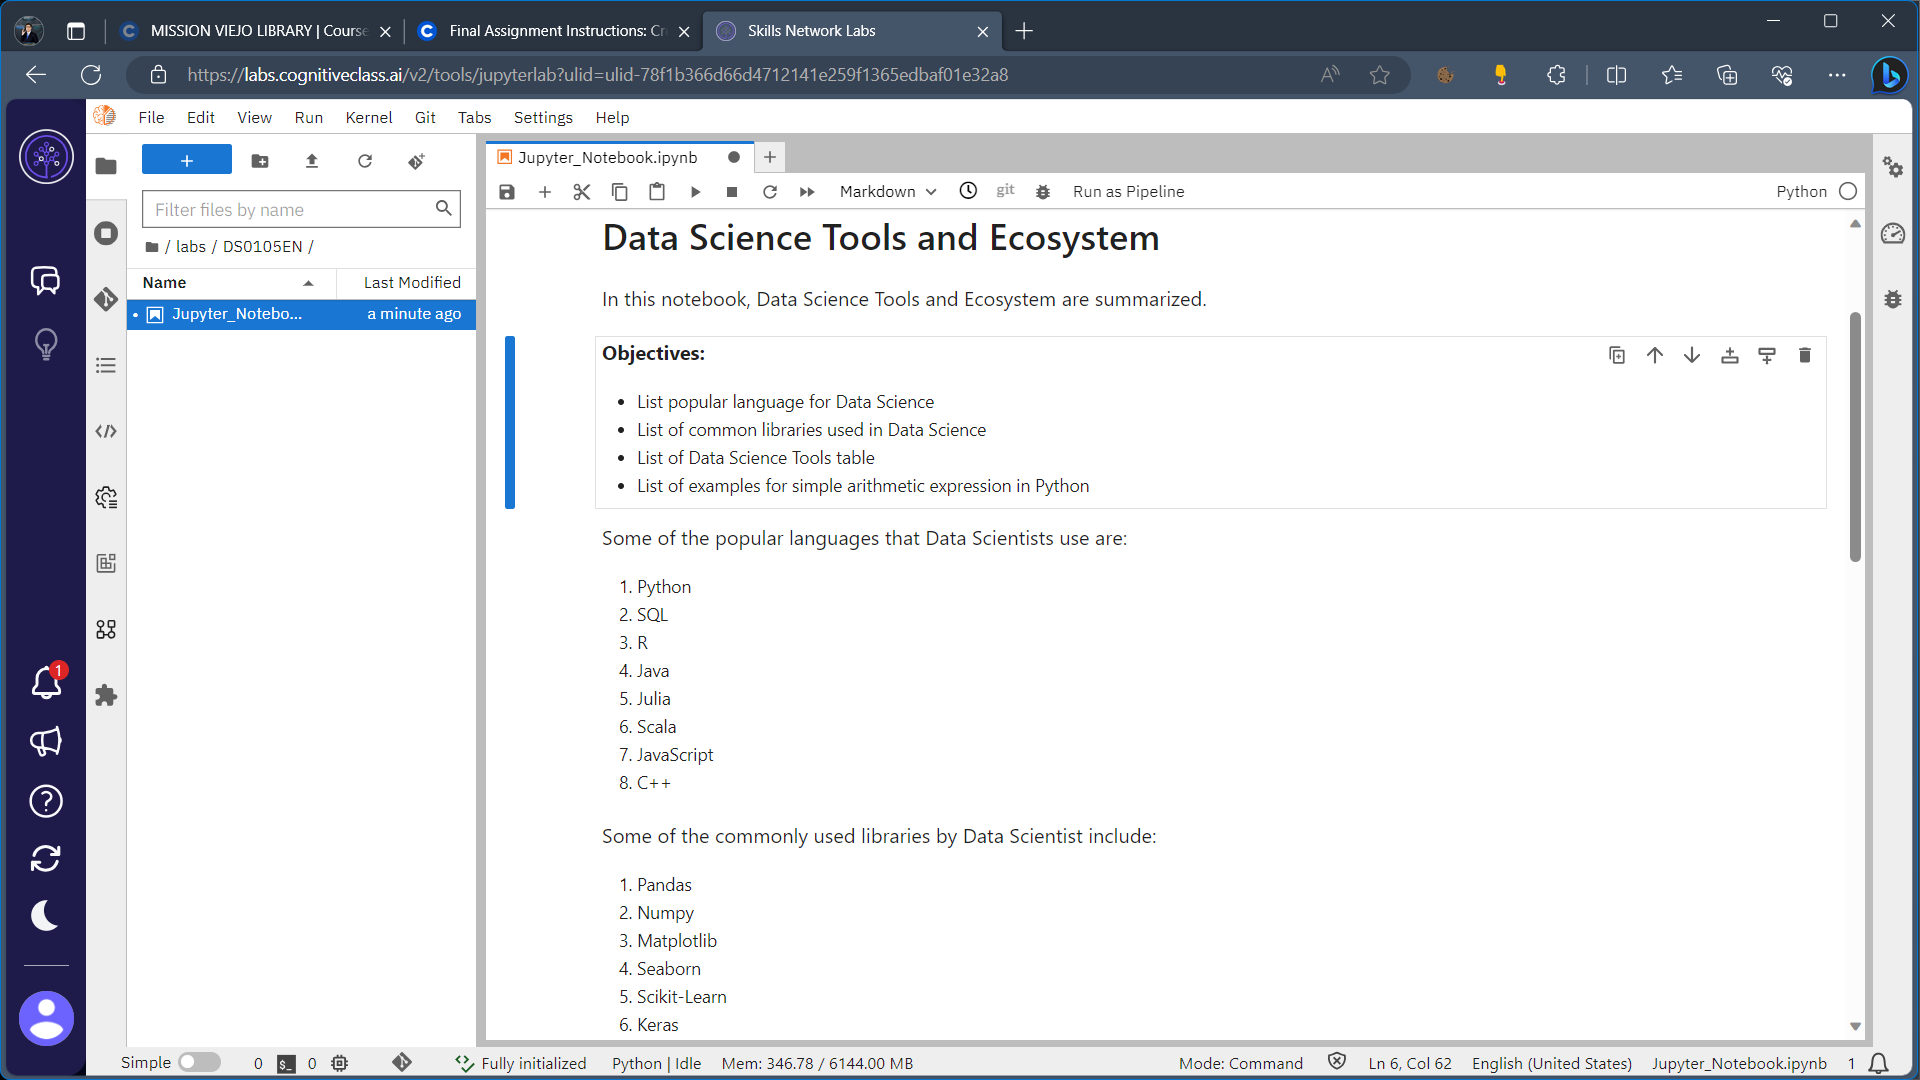 MISSION VIEJO LIBRARY | Course
Final Assignment Instructions: Cr
Skills Network Labs
https://labs.cognitiveclass.ai/v2/tools/jupyterlab?ulid=ulid-78f1b366d66d4712141e259f1365edbaf01e32a8
File Edit View Run Kernel Git Tabs Settings Help
Jupyter_Notebook.ipynb
Markdown git Run as Pipeline Python
Filter files by name
/ labs / DS0105EN /
Name Last Modified
Jupyter_Notebo... a minute ago
Data Science Tools and Ecosystem
In this notebook, Data Science Tools and Ecosystem are summarized.
Objectives:
• List popular language for Data Science
• List of common libraries used in Data Science
• List of Data Science Tools table
• List of examples for simple arithmetic expression in Python
Some of the popular languages that Data Scientists use are:
1. Python
2. SQL
3. R
4. Java
5. Julia
6. Scala
7. JavaScript
8. C++
Some of the commonly used libraries by Data Scientist include:
1. Pandas
2. Numpy
3. Matplotlib
4. Seaborn
5. Scikit-Learn
6. Keras
1
Simple 0 0 Fully initialized Python | Idle Mem: 346.78 / 6144.00 MB Mode: Command Ln 6, Col 62 English (United States) Jupyter_Notebook.ipynb 1